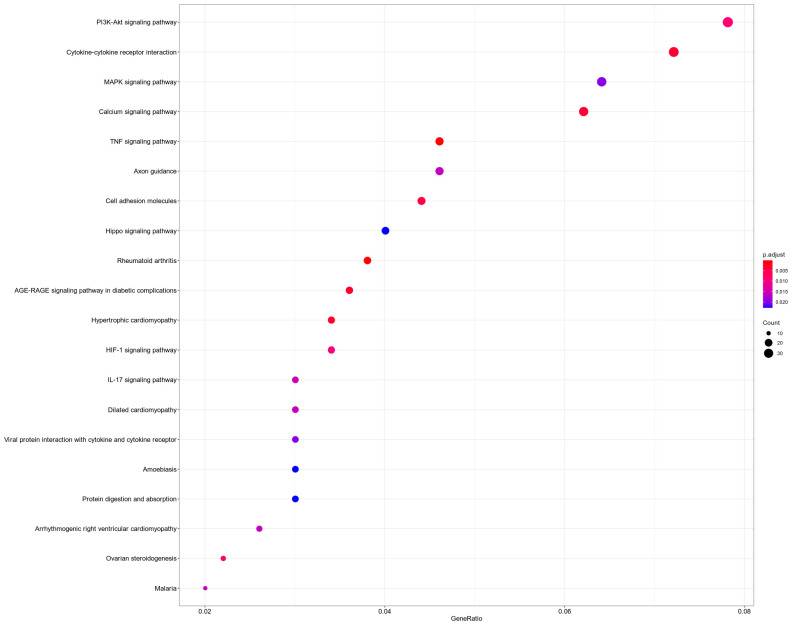 PI3K-Akt signaling pathway
Cytokine-cytokine receptor interaction
MAPK signaling pathway
Calcium signaling pathway
TNF signaling pathway
Axon guidance
Cell adhesion molecules
Hippo signaling pathway
Rheumatoid arthritis
AGE-RAGE signaling pathway in diabetic complications
Hypertrophic cardiomyopathy
HIF-1 signaling pathway
IL-17 signaling pathway
Dilated cardiomyopathy
Viral protein interaction with cytokine and cytokine receptor
Amoebiasis
Protein digestion and absorption
Arrhythmogenic right ventricular cardiomyopathy
Ovarian steroidogenesis
Malaria
0.02 0.04 0.06 0.08
GeneRatio
p.adjust
0.005
0.010
0.015
0.020
Count
10
20
30